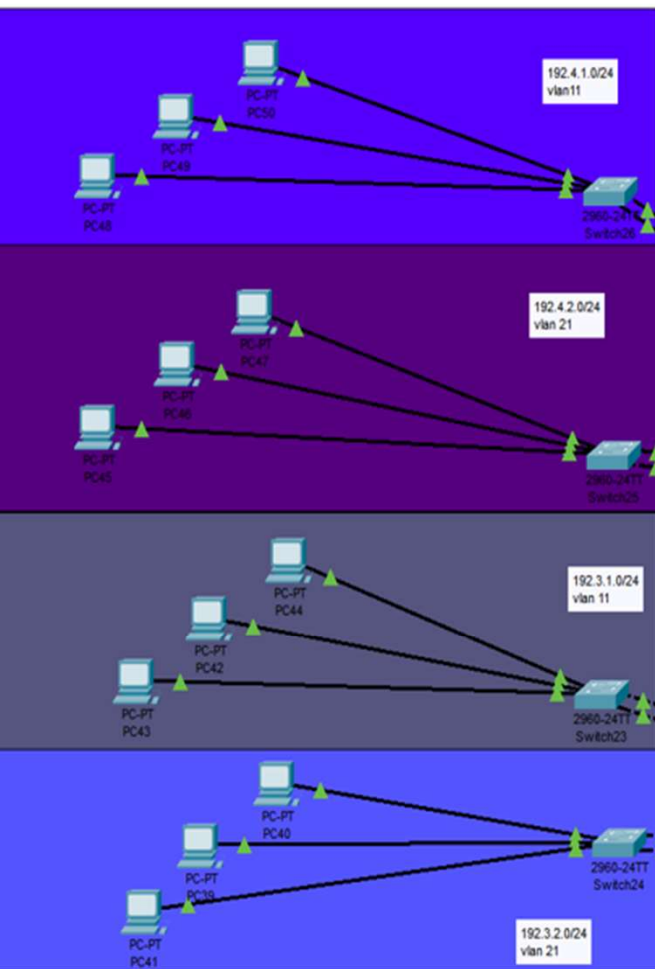 192.4.1.0/24
vlan11
PC-PT
PC50
PC-PT
PC49
PC-PT
PC48
2960-24TT
Switch26
192.4.2.0/24
vlan 21
PC-PT
PC47
PC-PT
PC46
PC-PT
PC45
2960-24TT
Switch25
192.3.1.0/24
vlan 11
PC-PT
PC44
PC-PT
PC42
PC-PT
PC43
2960-24TT
Switch23
PC-PT
PC40
PC-PT
PC39
2960-24TT
Switch24
PC-PT
PC41
192.3.2.0/24
vlan 21